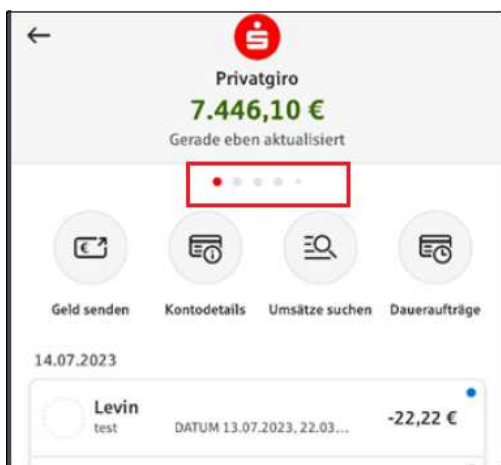 Privatgiro
7.446,10 €
Gerade eben aktualisiert
Geld senden Kontodetails Umsätze suchen Daueraufträge
14.07.2023
Levin
test DATUM 13.07.2023, 22.03... -22,22 €